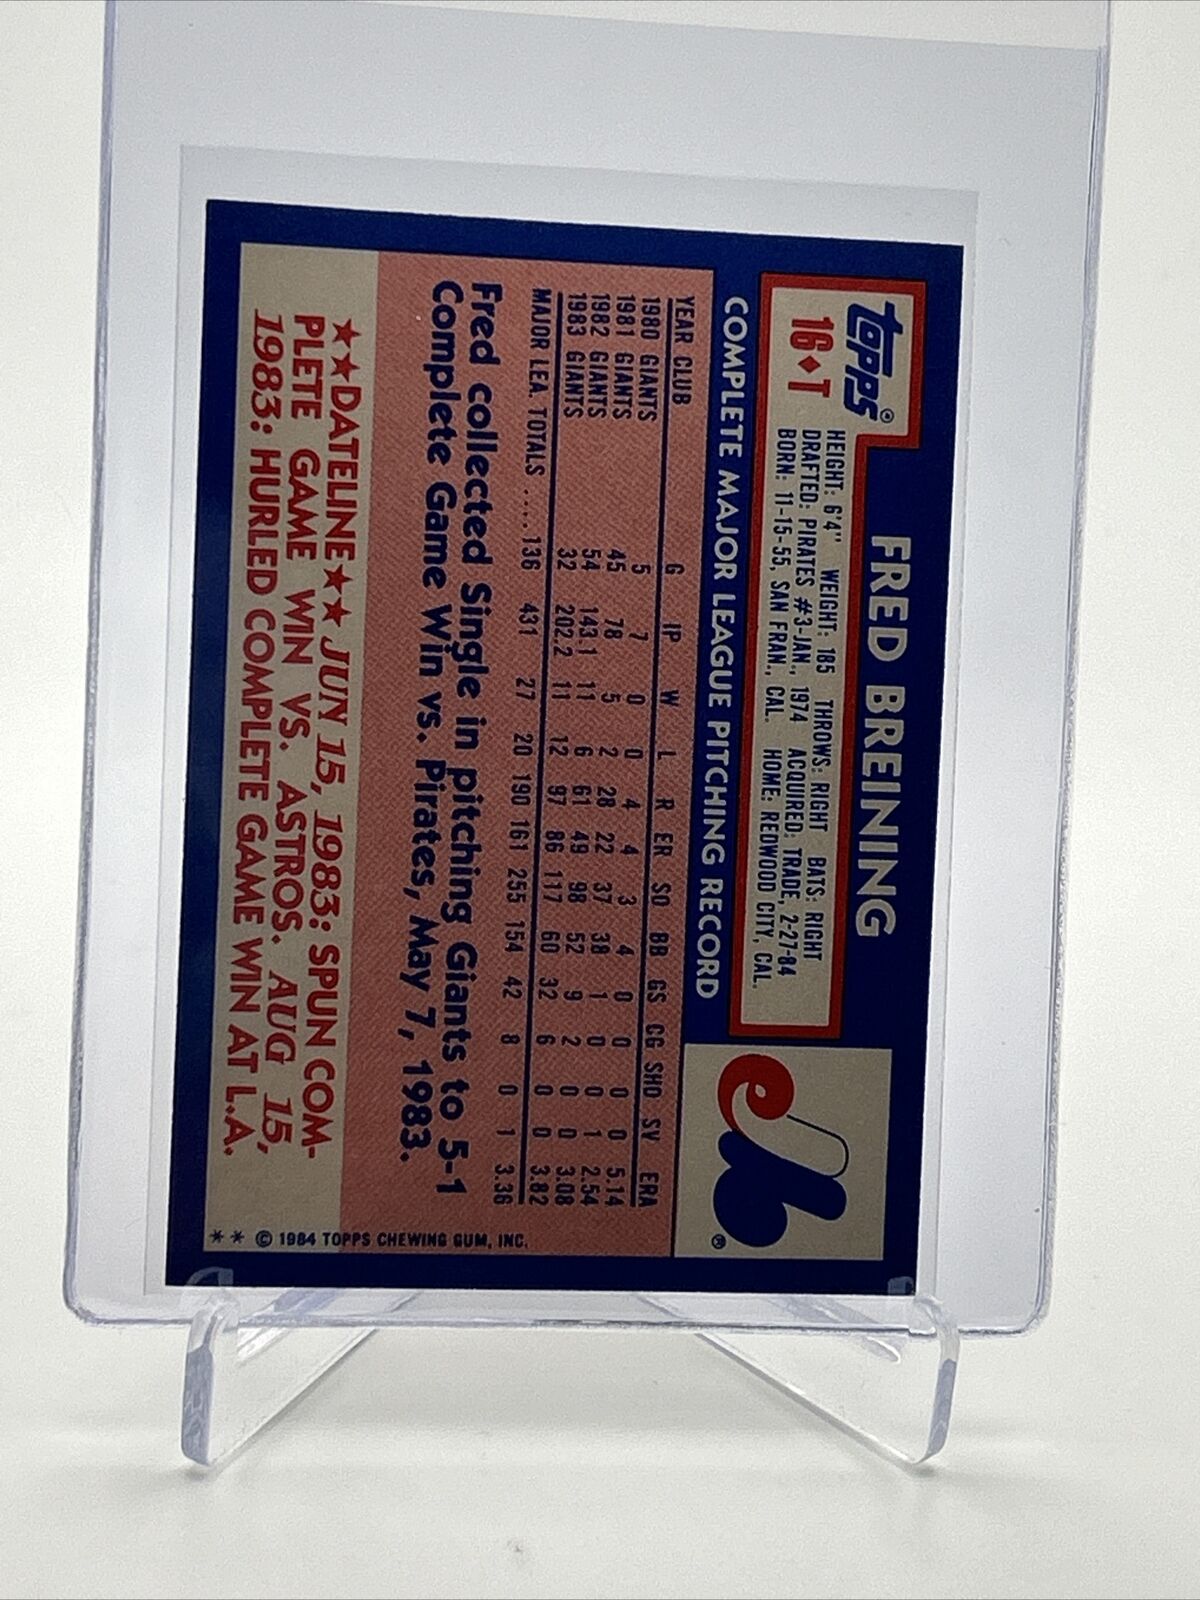 topps®
16♦T
FRED BREINING
HEIGHT: 6'4" WEIGHT: 185 THROWS: RIGHT BATS: RIGHT
DRAFTED: PIRATES #3-JAN., 1974 ACQUIRED: TRADE, 2-27-84
BORN: 11-15-55, SAN FRAN., CAL. HOME: REDWOOD CITY, CAL.
COMPLETE MAJOR LEAGUE PITCHING RECORD
YEAR CLUB G IP W L R ER SO BB GS CG SHO SV ERA
1980 GIANTS 5 7 0 0 4 4 3 4 0 0 0 0 5.14
1981 GIANTS 45 78 5 2 28 22 37 38 1 0 0 1 2.54
1982 GIANTS 54 143.1 11 6 61 49 98 52 9 2 0 0 3.08
1983 GIANTS 32 202.2 11 12 97 86 117 60 32 6 0 0 3.82
MAJOR LEA. TOTALS ....136 431 27 20 190 161 255 154 42 8 0 1 3.36
Fred collected Single in pitching Giants to 5-1
Complete Game Win vs. Pirates, May 7, 1983.
★★DATELINE★★ JUN 15, 1983: SPUN COM-
PLETE GAME WIN VS. ASTROS. AUG 15,
1983: HURLED COMPLETE GAME WIN AT L.A.
** © 1984 TOPPS CHEWING GUM, INC.
eb®